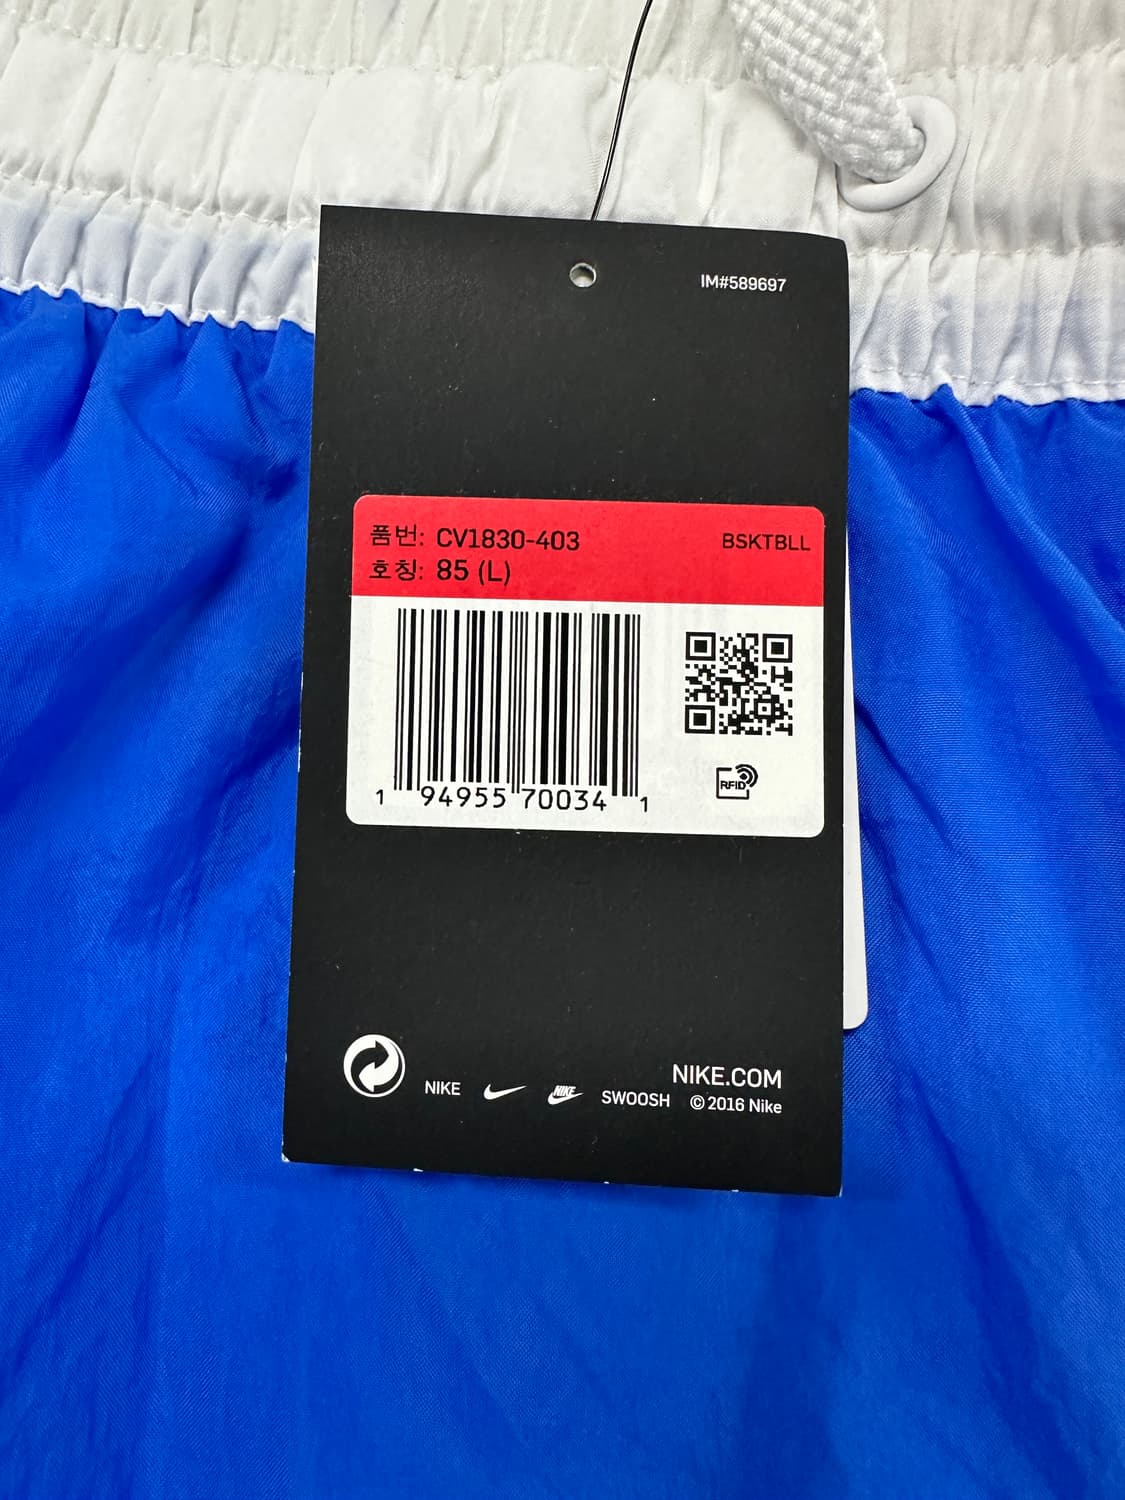 IM#589697
품번: CV1830-403 BSKTBLL
호칭: 85 (L)
1 94955 70034 1
RFID
NIKE NIKE SWOOSH
NIKE.COM
© 2016 Nike